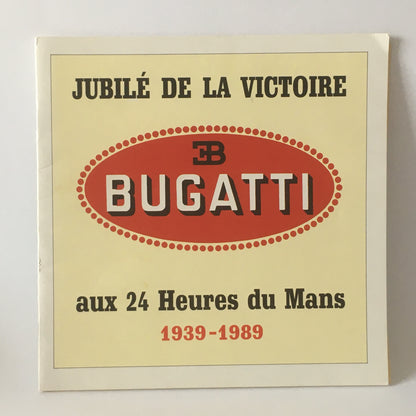 JUBILÉ DE LA VICTOIRE
EB
BUGATTI
aux 24 Heures du Mans
1939-1989